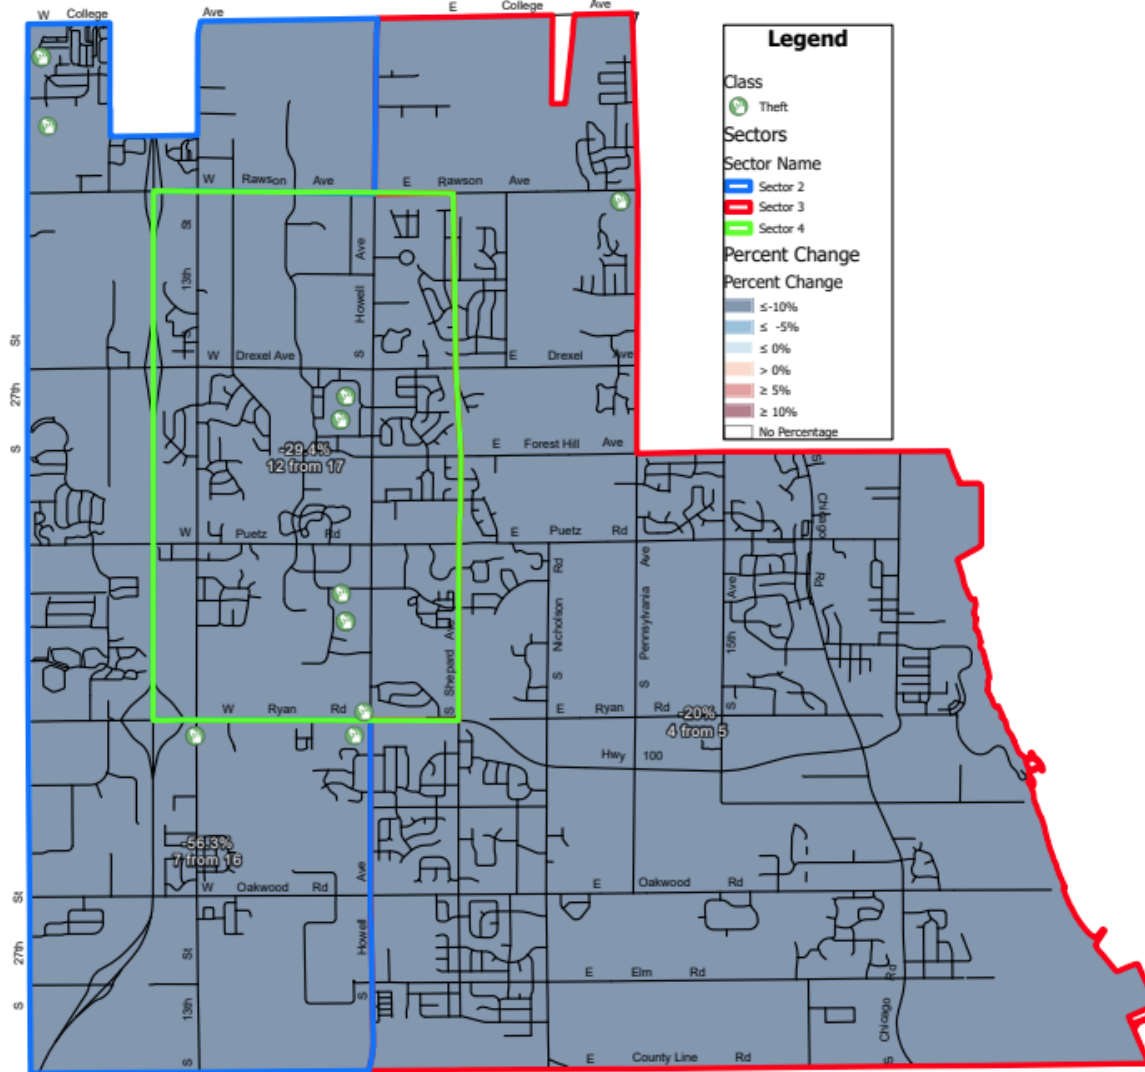 W College Ave E College Ave
Legend
Class
Theft
Sectors
Sector Name
Sector 2
Sector 3
Sector 4
Percent Change
Percent Change
≤-10%
≤ -5%
≤ 0%
> 0%
≥ 5%
≥ 10%
No Percentage
W Rawson Ave E Rawson Ave
S 13th St
S Howell Ave
S 27th St
W Drexel Ave E Drexel Ave
E Forest Hill Ave
-29.4%
12 from 17
W Puetz Rd E Puetz Rd
S Chicago Rd
S Nicholson Rd
S Pennsylvania Ave
S 15th Ave
S Shepard Ave
W Ryan Rd E Ryan Rd
-20%
4 from 5
Hwy 100
-56.3%
7 from 16
W Oakwood Rd E Oakwood Rd
S 27th St
S 13th St
S Howell Ave
E Elm Rd
S Chicago Rd
E County Line Rd